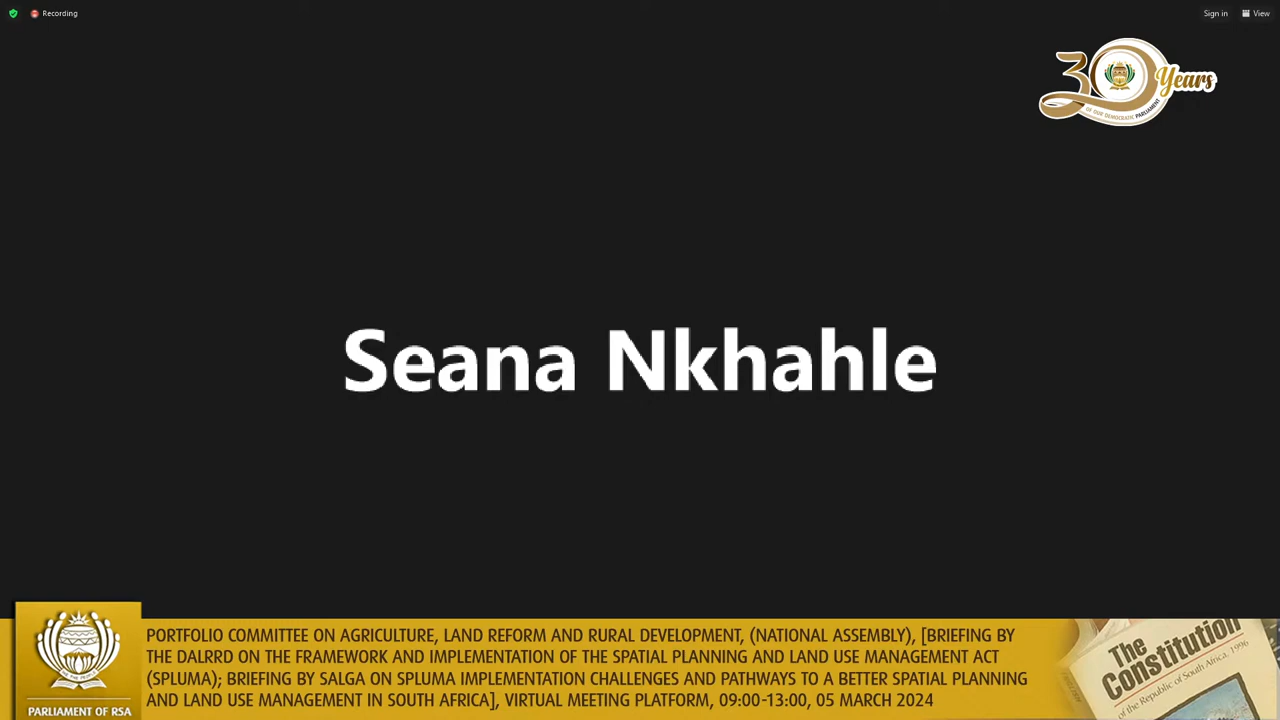 Recording
Sign in
View
30 Years
OF OUR DEMOCRATIC PARLIAMENT
Seana Nkhahle
PORTFOLIO COMMITTEE ON AGRICULTURE, LAND REFORM AND RURAL DEVELOPMENT, (NATIONAL ASSEMBLY), [BRIEFING BY
THE DALRRD ON THE FRAMEWORK AND IMPLEMENTATION OF THE SPATIAL PLANNING AND LAND USE MANAGEMENT ACT
(SPLUMA); BRIEFING BY SALGA ON SPLUMA IMPLEMENTATION CHALLENGES AND PATHWAYS TO A BETTER SPATIAL PLANNING
AND LAND USE MANAGEMENT IN SOUTH AFRICA], VIRTUAL MEETING PLATFORM, 09:00-13:00, 05 MARCH 2024
PARLIAMENT OF RSA
The
Constitution
of the Republic of South Africa, 1996